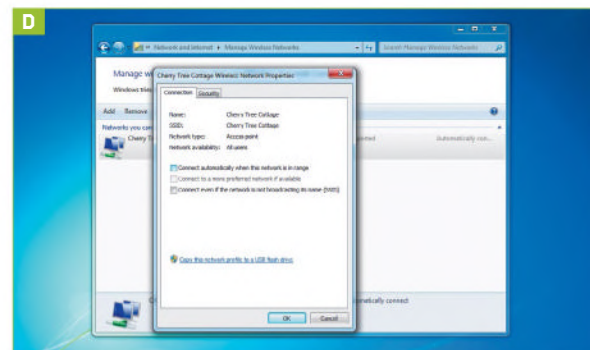 D
Network and Internet ▸ Manage Wireless Networks
Search Manage Wireless Networks
Manage wi
Cherry Tree Cottage Wireless Network Properties
Windows tries
Connection
Security
Add Remove
Networks you can
Cherry T
Automatically con...
Name: Cherry Tree Cottage
SSID: Cherry Tree Cottage
Network type: Access point
Network availability: All users
Connect automatically when this network is in range
Connect to a more preferred network if available
Connect even if the network is not broadcasting its name (SSID)
Copy this network profile to a USB flash drive
OK Cancel